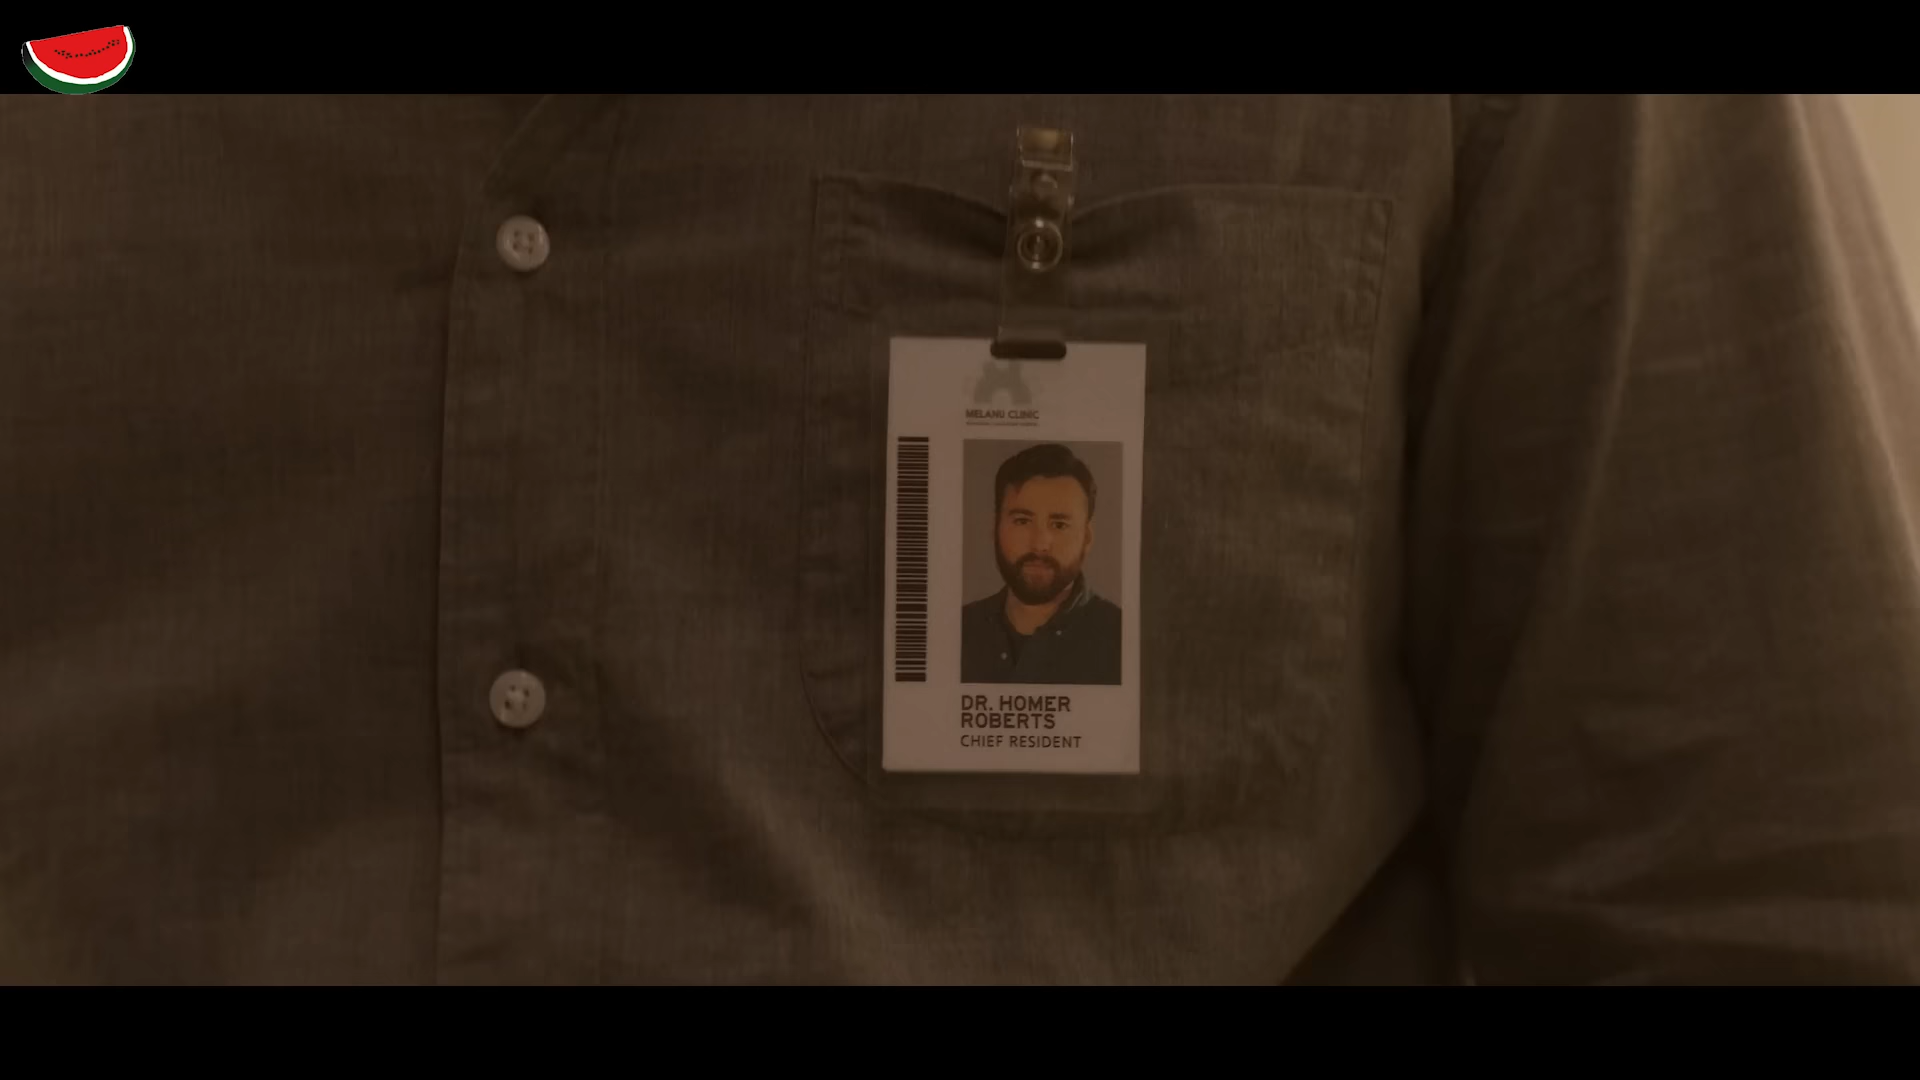 MELANU CLINIC
DR. HOMER
ROBERTS
CHIEF RESIDENT